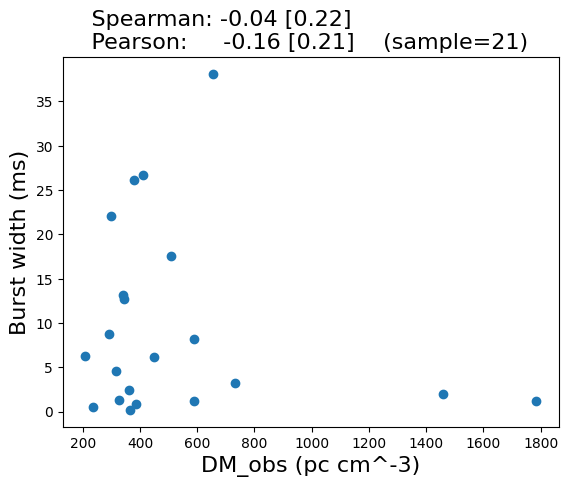 Spearman: -0.04 [0.22]
Pearson: -0.16 [0.21] (sample=21)
35
30
25
20
15
10
5
0
Burst width (ms)
200 400 600 800 1000 1200 1400 1600 1800
DM_obs (pc cm^-3)